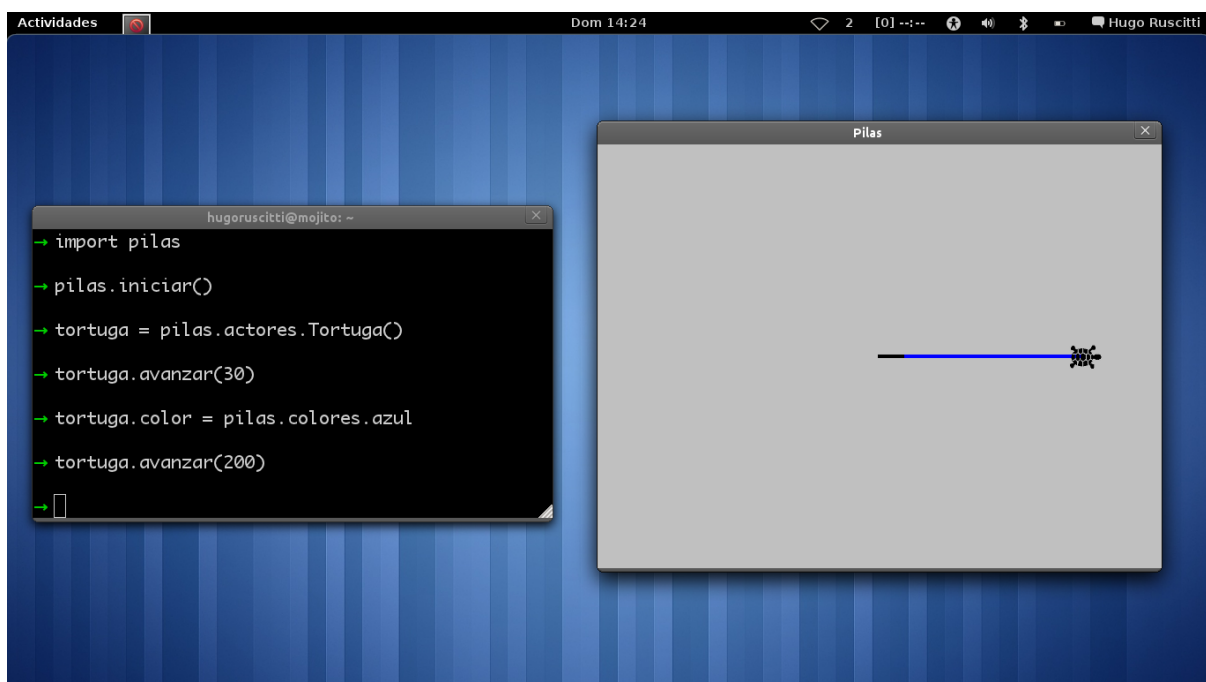 Actividades
Dom 14:24
2 [0] --:-- Hugo Ruscitti
Pilas
hugoruscitti@mojito: ~
→ import pilas
→ pilas.iniciar()
→ tortuga = pilas.actores.Tortuga()
→ tortuga.avanzar(30)
→ tortuga.color = pilas.colores.azul
→ tortuga.avanzar(200)
→